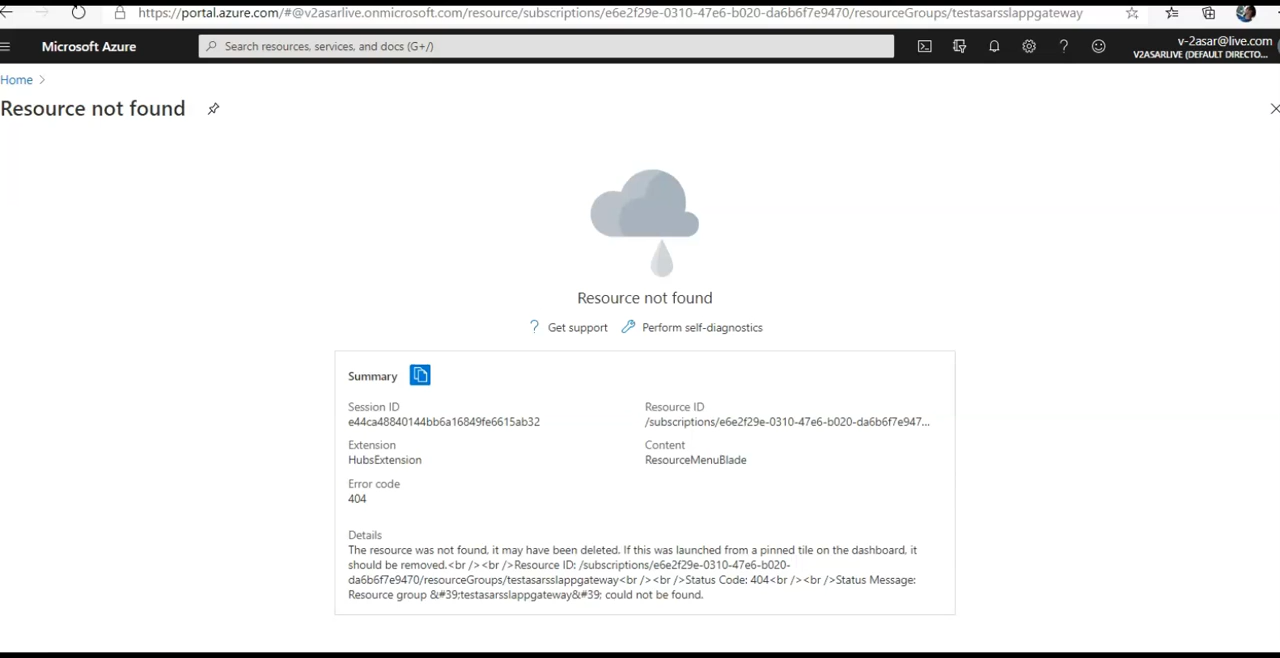 https://portal.azure.com/#@v2asarlive.onmicrosoft.com/resource/subscriptions/e6e2f29e-0310-47e6-b020-da6b6f7e9470/resourceGroups/testasarsslappgateway
Microsoft Azure
Search resources, services, and docs (G+/)
v-2asar@live.com
V2ASARLIVE (DEFAULT DIRECTO...
Home
Resource not found
Resource not found
Get support
Perform self-diagnostics
Summary
Session ID
e44ca48840144bb6a16849fe6615ab32
Resource ID
/subscriptions/e6e2f29e-0310-47e6-b020-da6b6f7e947...
Extension
HubsExtension
Content
ResourceMenuBlade
Error code
404
Details
The resource was not found, it may have been deleted. If this was launched from a pinned tile on the dashboard, it
should be removed.<br /><br />Resource ID: /subscriptions/e6e2f29e-0310-47e6-b020-
da6b6f7e9470/resourceGroups/testasarsslappgateway<br /><br />Status Code: 404<br /><br />Status Message:
Resource group &#39;testasarsslappgateway&#39; could not be found.